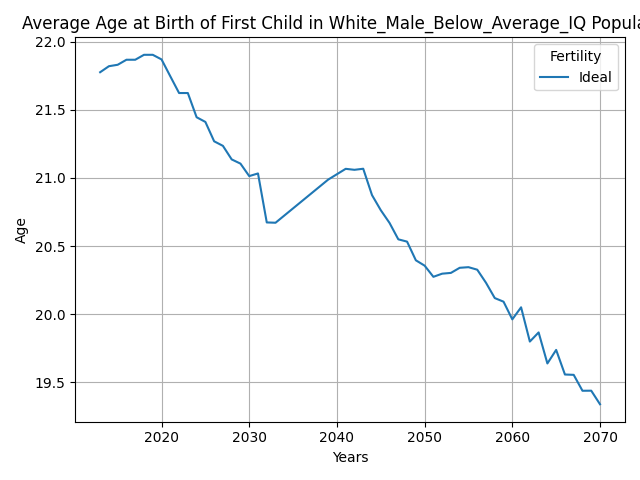 Average Age at Birth of First Child in White_Male_Below_Average_IQ Popula
22.0
21.5
21.0
20.5
20.0
19.5
Age
Fertility
Ideal
2020 2030 2040 2050 2060 2070
Years